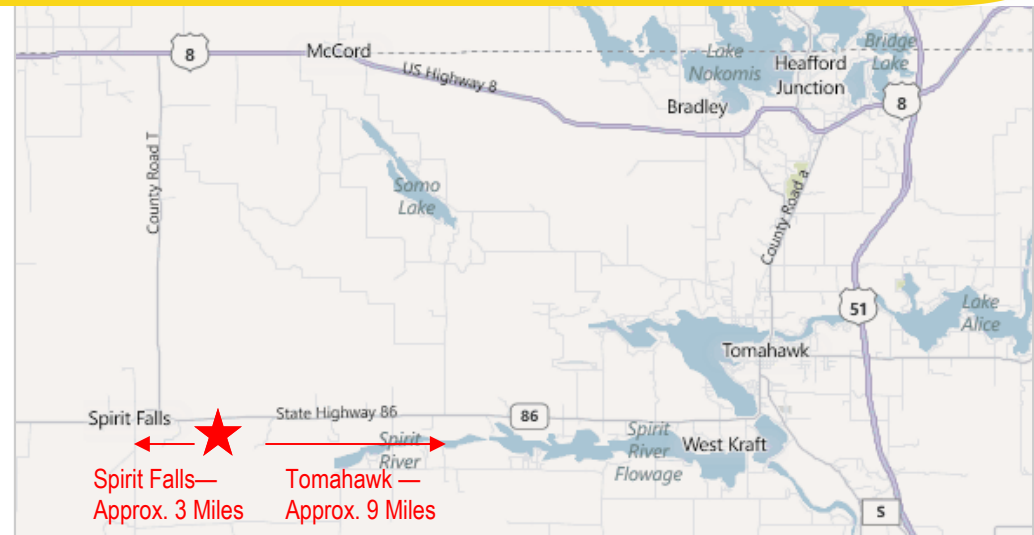 8
McCord
US Highway 8
Lake
Nokomis
Heafford
Junction
Bridge
Lake
Bradley
8
County Road T
Somo
Lake
County Road a
51
Lake
Alice
Tomahawk
Spirit Falls
State Highway 86
86
Spirit
River
Spirit
River
Flowage
West Kraft
Spirit Falls—
Approx. 3 Miles
Tomahawk —
Approx. 9 Miles
S